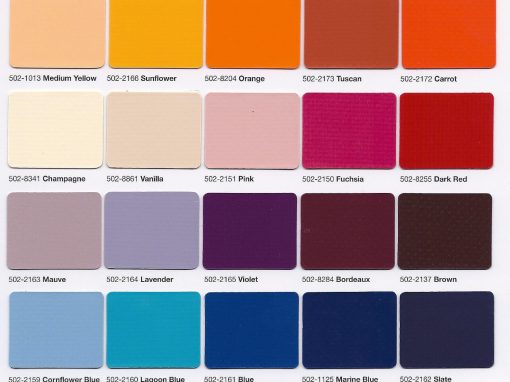 502-1013 Medium Yellow
502-2166 Sunflower
502-8204 Orange
502-2173 Tuscan
502-2172 Carrot
502-8341 Champagne
502-8861 Vanilla
502-2151 Pink
502-2150 Fuchsia
502-8255 Dark Red
502-2163 Mauve
502-2164 Lavender
502-2165 Violet
502-8284 Bordeaux
502-2137 Brown
502-2159 Cornflower Blue
502-2160 Lagoon Blue
502-2161 Blue
502-1125 Marine Blue
502-2162 Slate